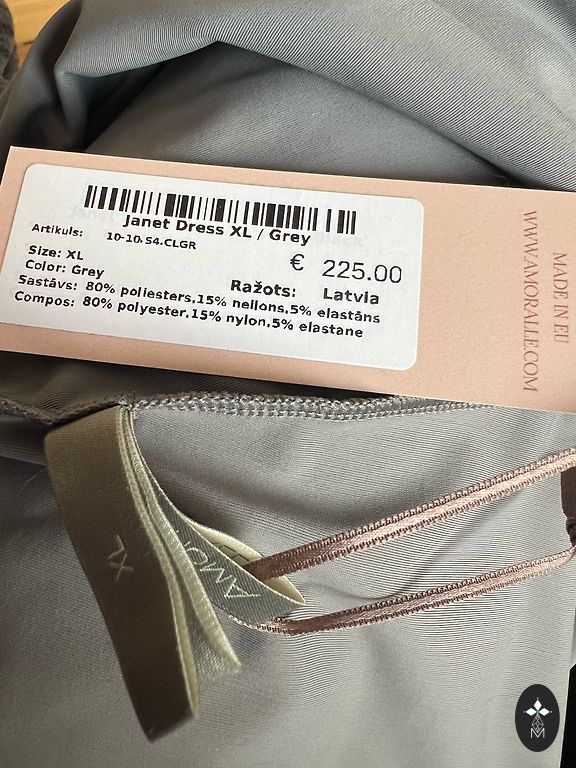 Janet Dress XL / Grey
Artikuls: 10-10.S4.CLGR
€ 225.00
Size: XL
Color: Grey
Ražots: Latvia
Sastāvs: 80% poliesters.15% neilons.5% elastāns
Compos: 80% polyester.15% nylon.5% elastane
MADE IN EU
WWW.AMORALLE.COM
XL
AMOR
M